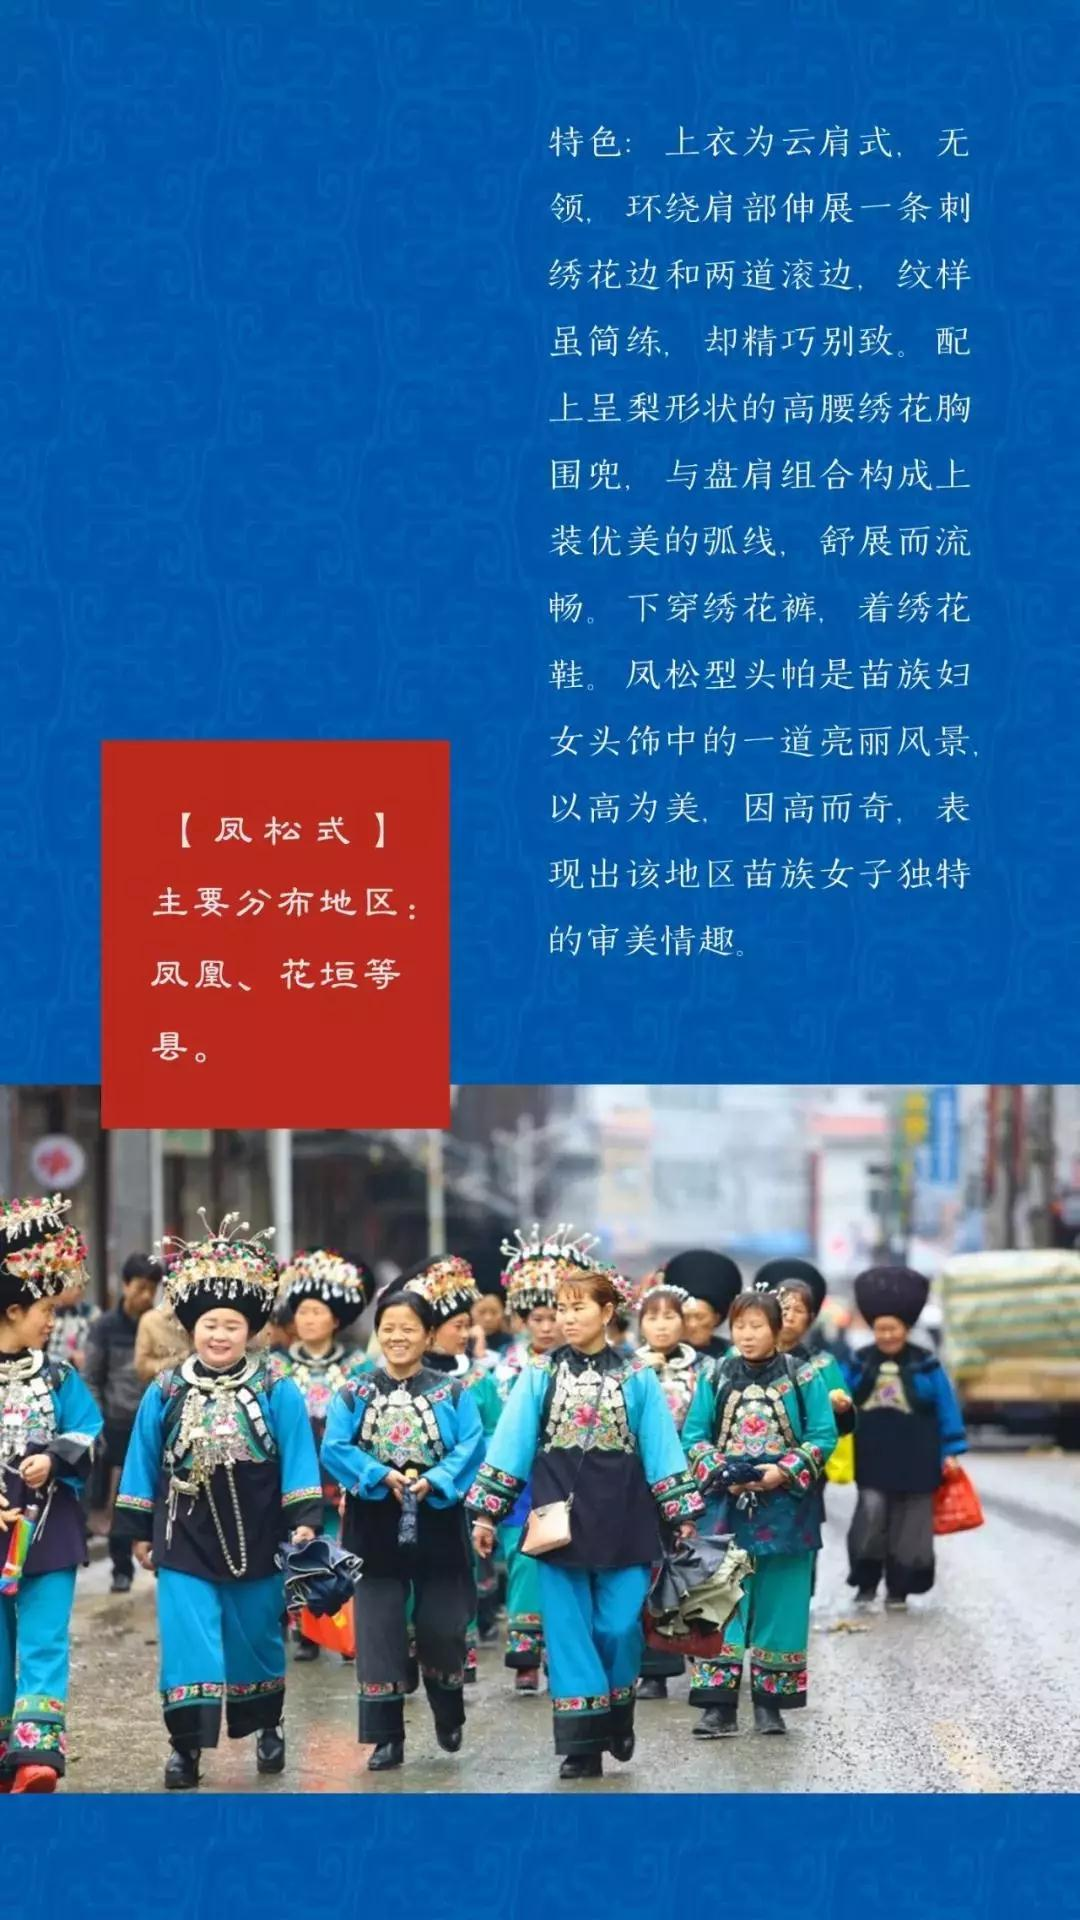 特色：上衣为云肩式，无
领，环绕肩部伸展一条刺
绣花边和两道滚边，纹样
虽简练，却精巧别致。配
上呈梨形状的高腰绣花胸
围兜，与盘肩组合构成上
装优美的弧线，舒展而流
畅。下穿绣花裤，着绣花
鞋。凤松型头帕是苗族妇
女头饰中的一道亮丽风景，
以高为美，因高而奇，表
现出该地区苗族女子独特
的审美情趣。
【凤松式】
主要分布地区：
凤凰、花垣等
县。